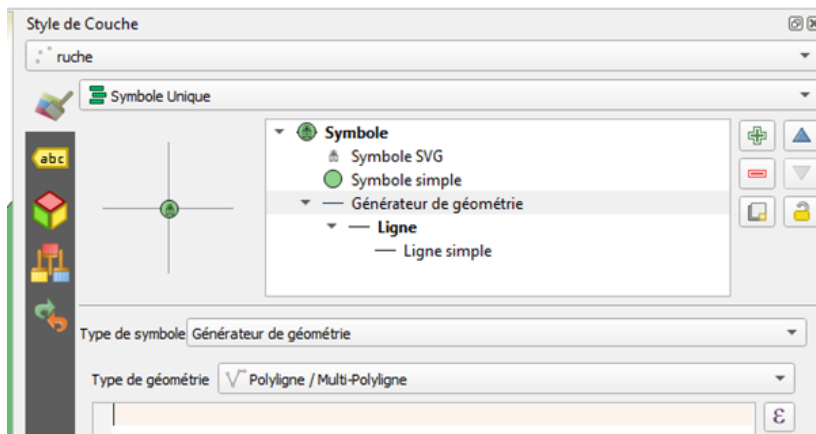 Style de Couche
ruche
Symbole Unique
abc
Symbole
Symbole SVG
Symbole simple
Générateur de géométrie
Ligne
Ligne simple
Type de symbole Générateur de géométrie
Type de géométrie Polyligne / Multi-Polyligne
ε